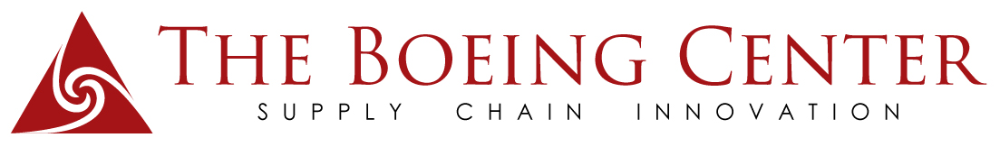 THE BOEING CENTER
SUPPLY CHAIN INNOVATION